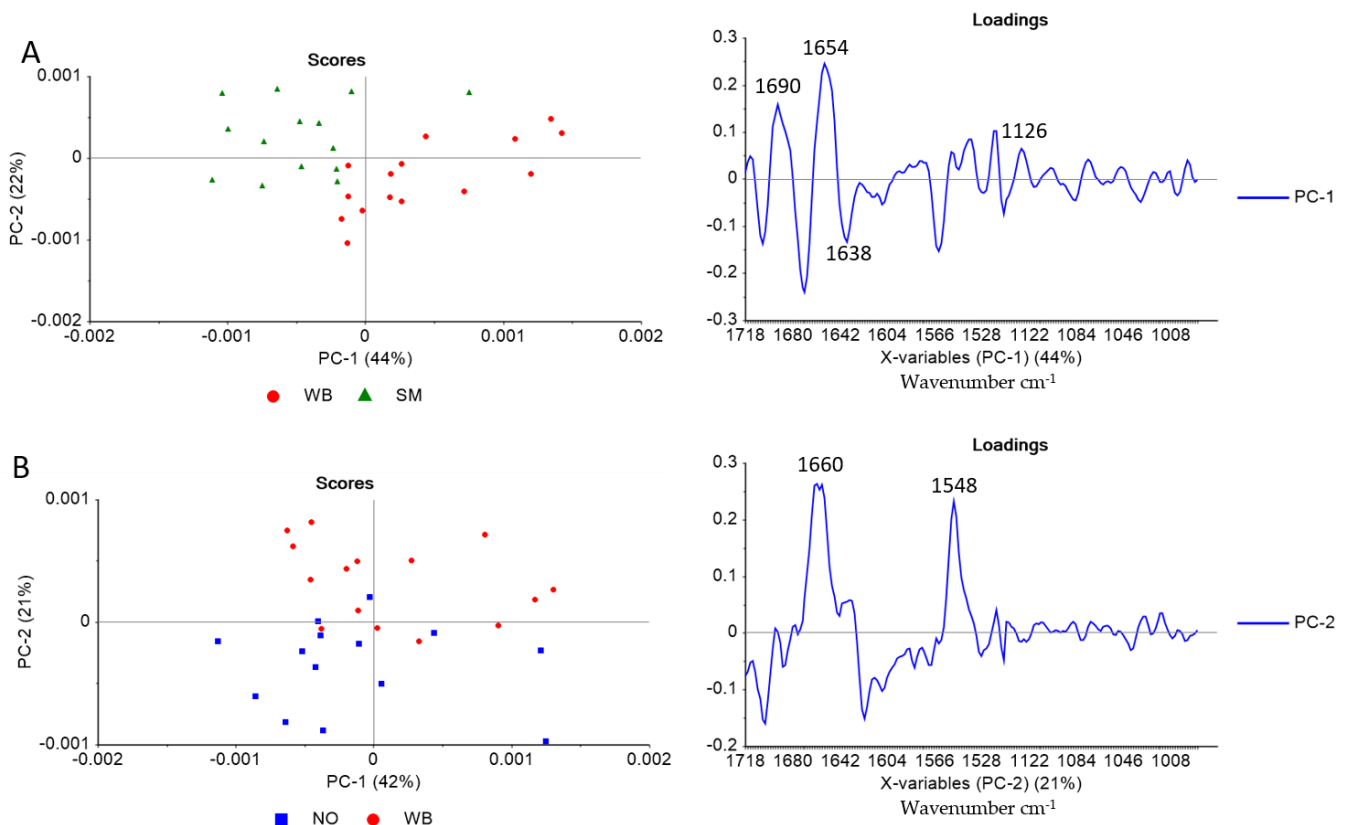 A
Scores
0.001
0
-0.001
-0.002
PC-2 (22%)
-0.002
-0.001
0
0.001
0.002
PC-1 (44%)
WB
SM
Loadings
0.3
0.2
0.1
0
-0.1
-0.2
-0.3
1690
1654
1638
1126
1718 1680 1642 1604 1566 1528 1122 1084 1046 1008
X-variables (PC-1) (44%)
Wavenumber cm-1
PC-1
B
Scores
0.001
0
-0.001
PC-2 (21%)
-0.002
-0.001
0
0.001
0.002
PC-1 (42%)
NO
WB
Loadings
0.3
0.2
0.1
0
-0.1
-0.2
1660
1548
1718 1680 1642 1604 1566 1528 1122 1084 1046 1008
X-variables (PC-2) (21%)
Wavenumber cm-1
PC-2